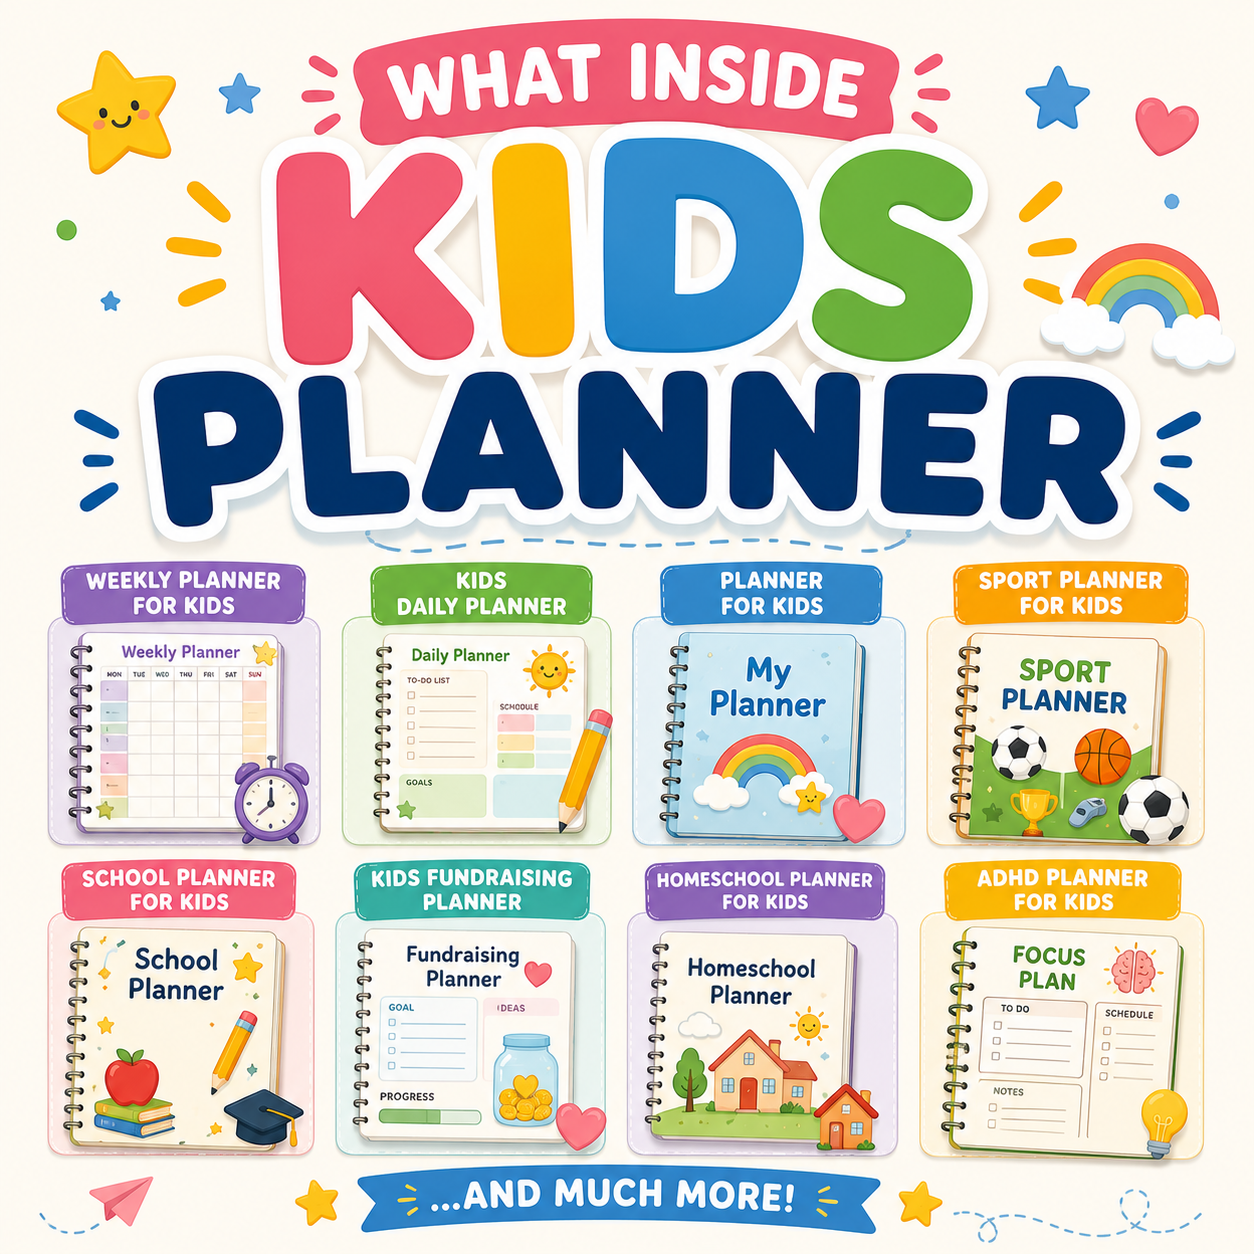 WHAT INSIDE
KIDS
PLANNER
WEEKLY PLANNER
FOR KIDS
Weekly Planner
MON TUE WED THU FRI SAT SUN
KIDS
DAILY PLANNER
Daily Planner
TO-DO LIST
SCHEDULE
GOALS
PLANNER
FOR KIDS
My
Planner
SPORT PLANNER
FOR KIDS
SPORT
PLANNER
SCHOOL PLANNER
FOR KIDS
School
Planner
KIDS FUNDRAISING
PLANNER
Fundraising
Planner
GOAL
IDEAS
PROGRESS
HOMESCHOOL PLANNER
FOR KIDS
Homeschool
Planner
ADHD PLANNER
FOR KIDS
FOCUS
PLAN
TO DO
SCHEDULE
NOTES
...AND MUCH MORE!